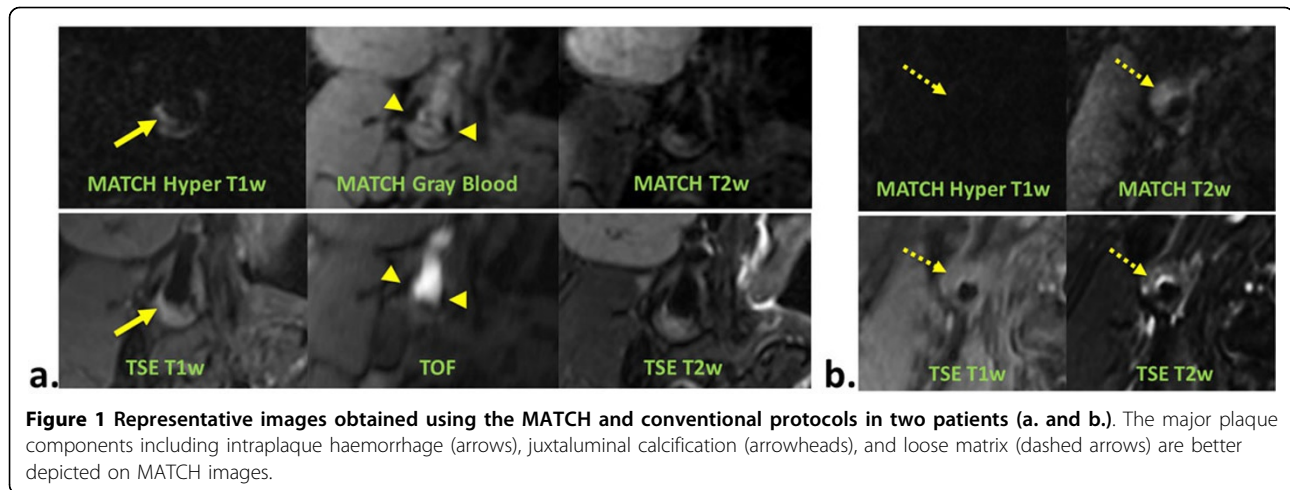 MATCH Hyper T1w MATCH Gray Blood MATCH T2w
TSE T1w TOF TSE T2w
a.
MATCH Hyper T1w MATCH T2w
TSE T1w TSE T2w
b.
Figure 1 Representative images obtained using the MATCH and conventional protocols in two patients (a. and b.). The major plaque
components including intraplaque haemorrhage (arrows), juxtaluminal calcification (arrowheads), and loose matrix (dashed arrows) are better
depicted on MATCH images.